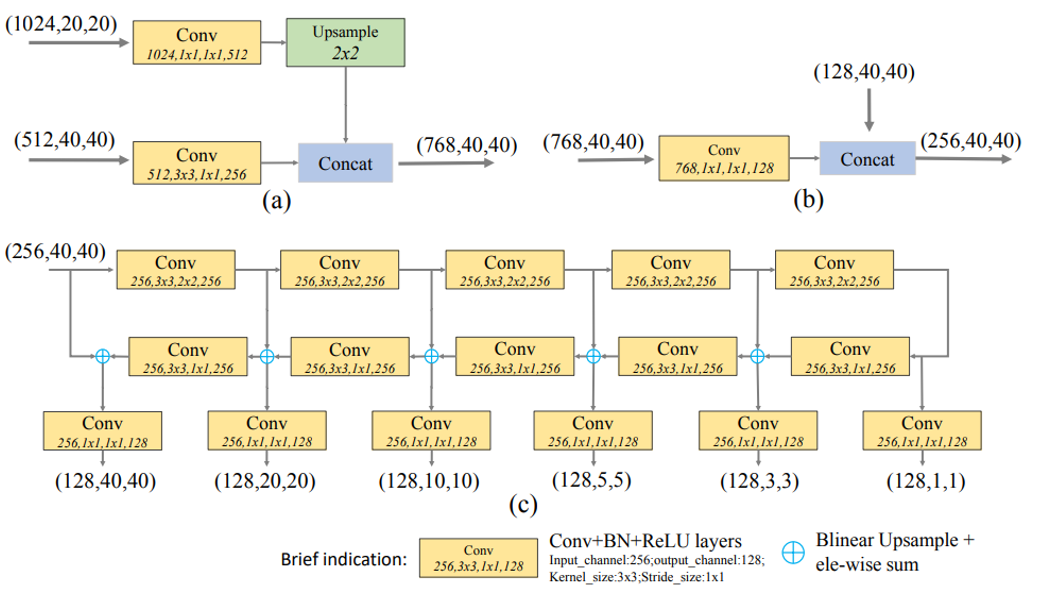 (1024,20,20)
Conv
1024,1x1,1x1,512
Upsample
2x2
(512,40,40)
Conv
512,3x3,1x1,256
Concat
(768,40,40)
(a)
(128,40,40)
(768,40,40)
Conv
768,1x1,1x1,128
Concat
(256,40,40)
(b)
(256,40,40)
Conv
256,3x3,2x2,256
Conv
256,3x3,2x2,256
Conv
256,3x3,2x2,256
Conv
256,3x3,2x2,256
Conv
256,3x3,2x2,256
Conv
256,3x3,1x1,256
Conv
256,3x3,1x1,256
Conv
256,3x3,1x1,256
Conv
256,3x3,1x1,256
Conv
256,3x3,1x1,256
Conv
256,1x1,1x1,128
Conv
256,1x1,1x1,128
Conv
256,1x1,1x1,128
Conv
256,1x1,1x1,128
Conv
256,1x1,1x1,128
Conv
256,1x1,1x1,128
(128,40,40)
(128,20,20)
(128,10,10)
(128,5,5)
(128,3,3)
(128,1,1)
(c)
Brief indication:
Conv
256,3x3,1x1,128
Conv+BN+ReLU layers
Input_channel:256;output_channel:128;
Kernel_size:3x3;Stride_size:1x1
Blinear Upsample +
ele-wise sum